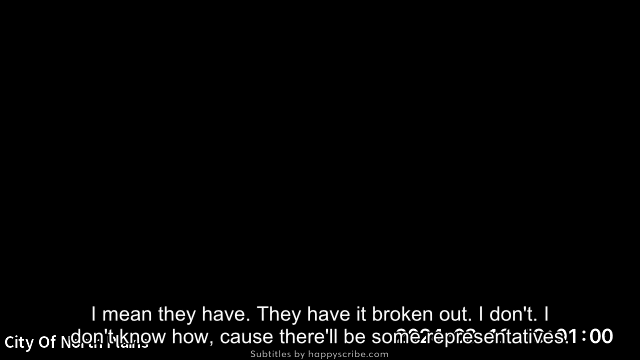 I mean they have. They have it broken out. I don't. I
don't know how, cause there'll be some representatives.
City Of North Plains
Subtitles by happyscribe.com